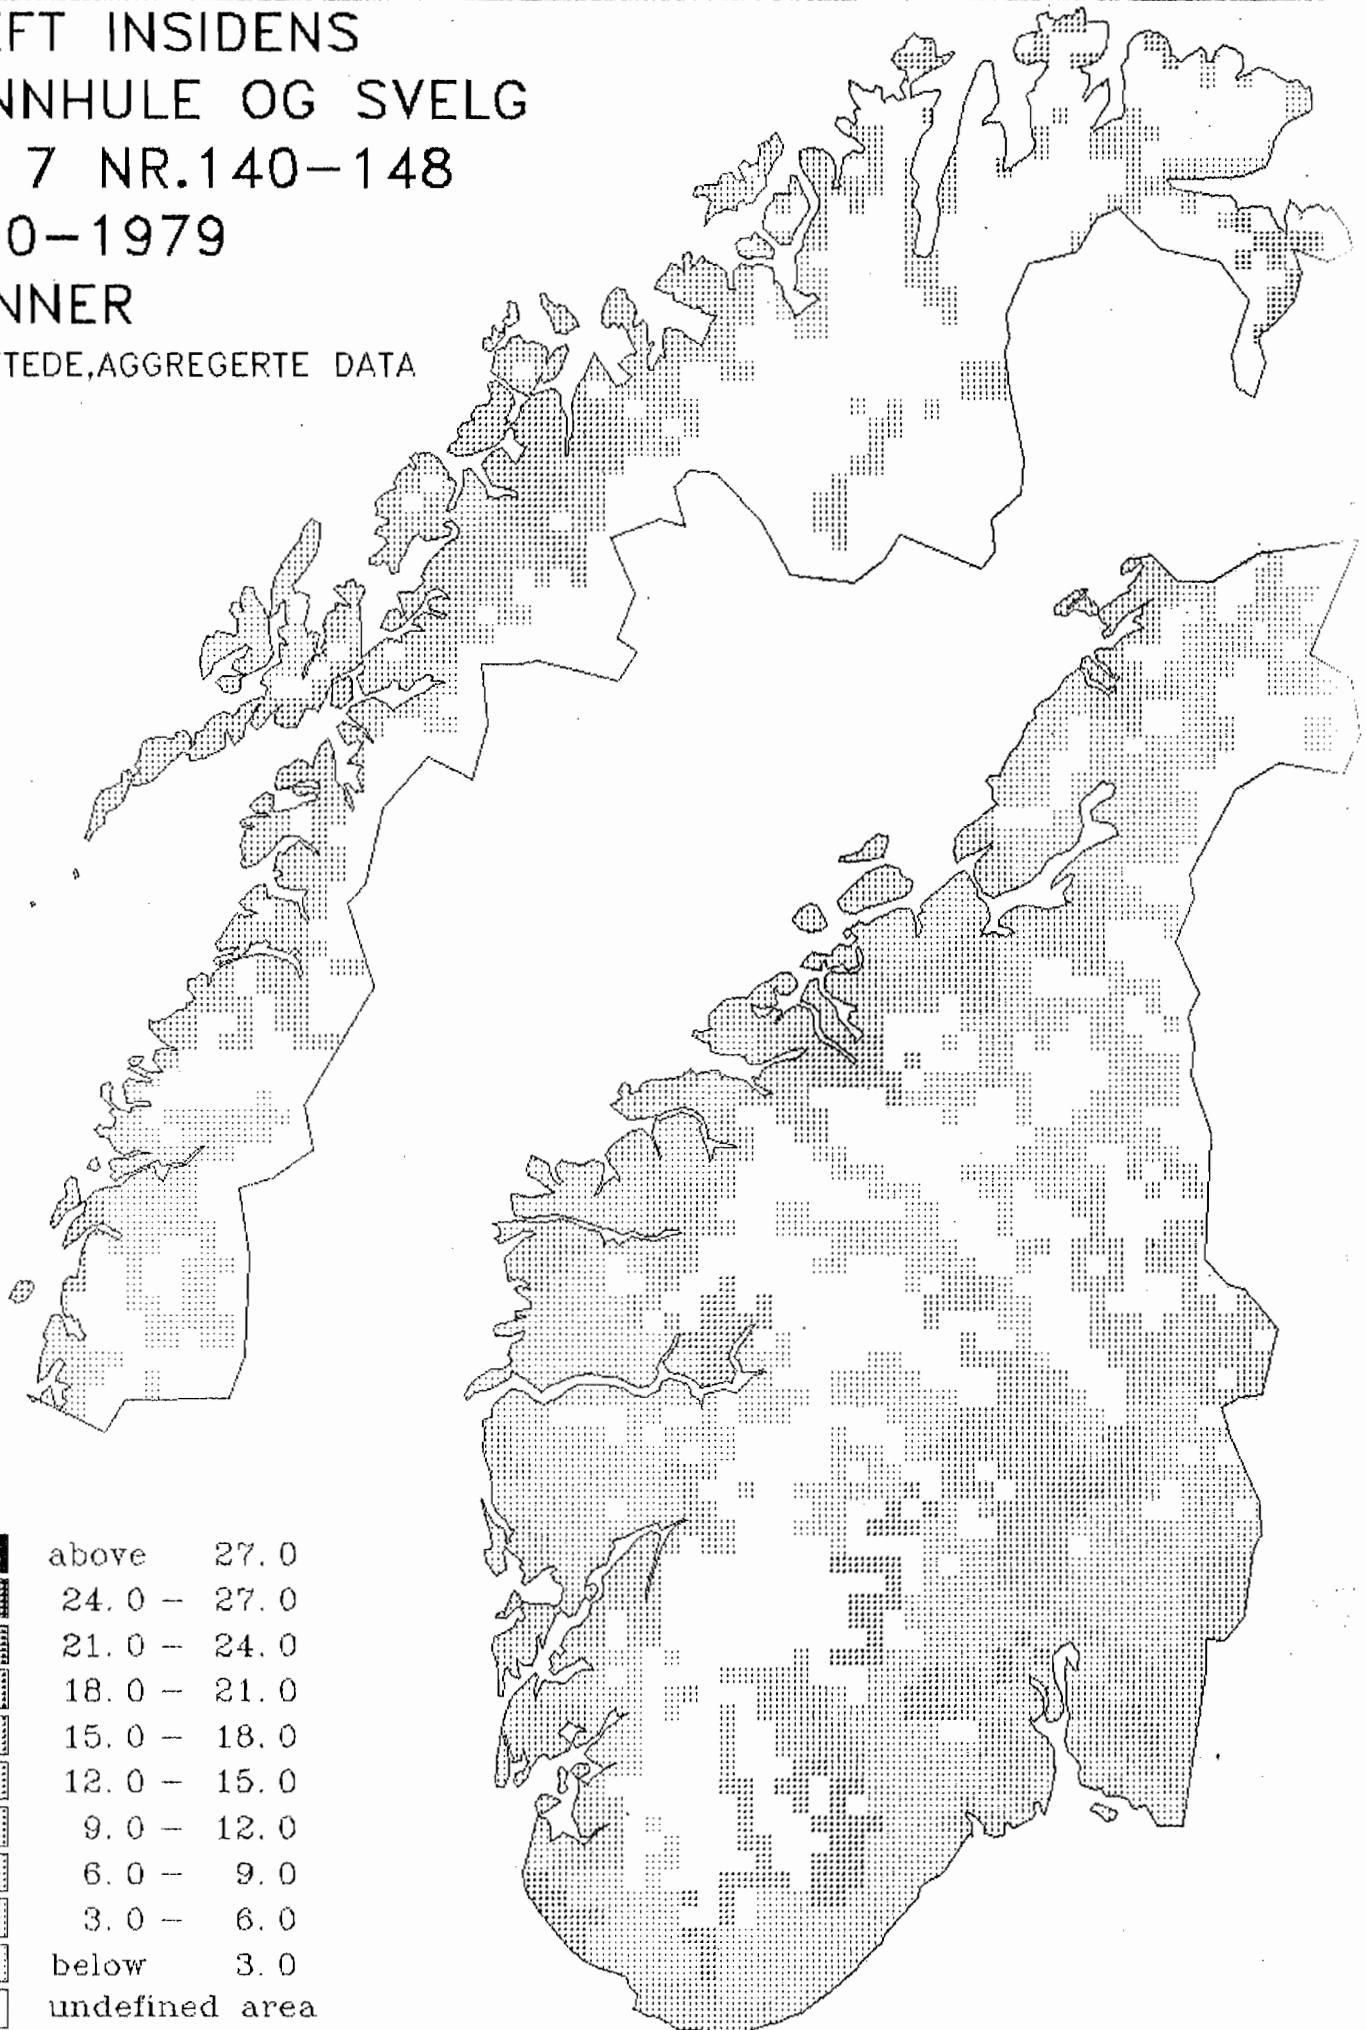 EFT INSIDENS
NNHULE OG SVELG
7 NR.140–148
0–1979
NNER
TEDE,AGGREGERTE DATA
above 27.0
24.0 – 27.0
21.0 – 24.0
18.0 – 21.0
15.0 – 18.0
12.0 – 15.0
9.0 – 12.0
6.0 – 9.0
3.0 – 6.0
below 3.0
undefined area